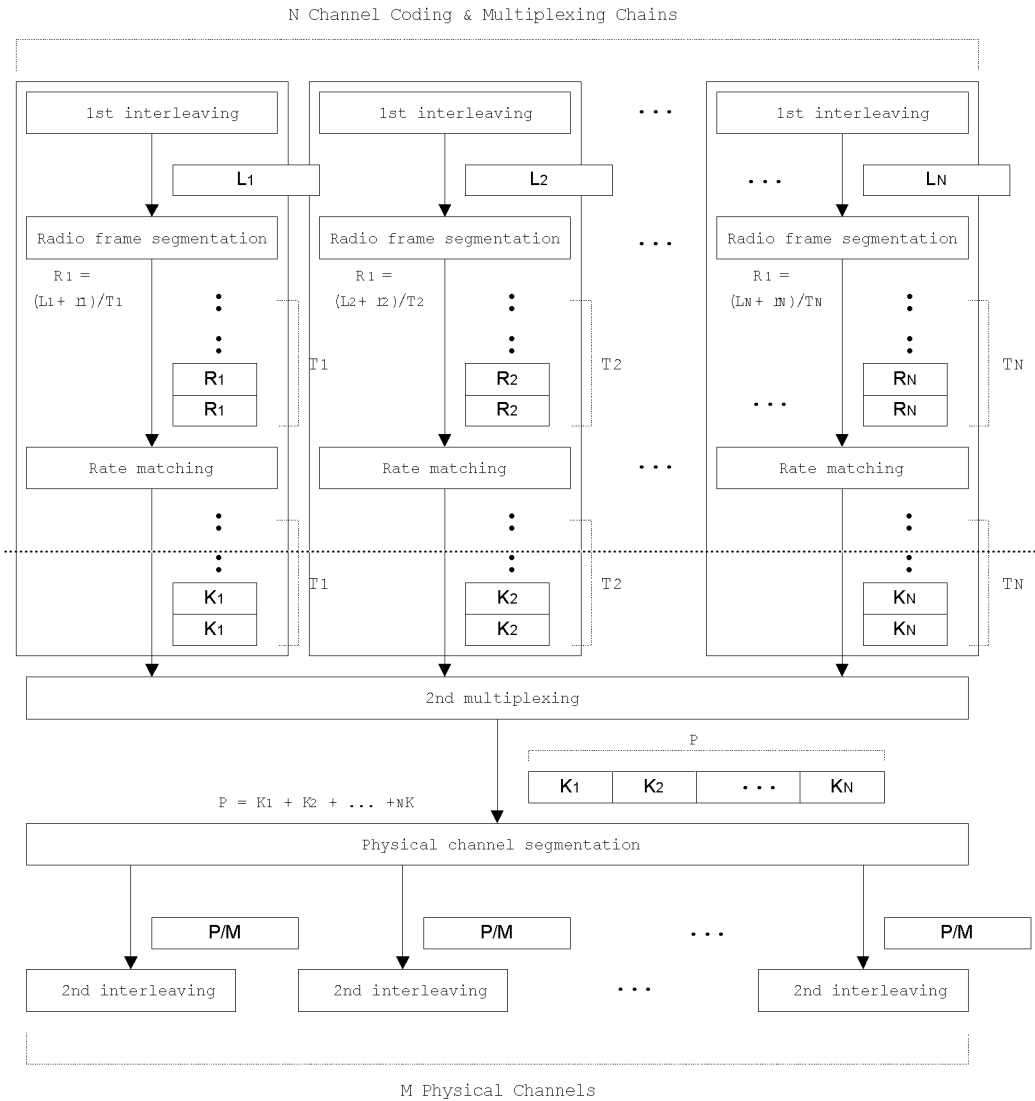 N Channel Coding & Multiplexing Chains
1st interleaving 1st interleaving ... 1st interleaving
L1 L2 ... LN
Radio frame segmentation Radio frame segmentation ... Radio frame segmentation
R1 = R1 = R1 =
(L1+ r1)/T1 (L2+ r2)/T2 (LN+ rN)/TN
T1 T2 TN
R1 R2 RN
R1 R2 ... RN
Rate matching Rate matching ... Rate matching
T1 T2 TN
K1 K2 KN
K1 K2 KN
2nd multiplexing
P
K1 K2 ... KN
P = K1 + K2 + ... +NK
Physical channel segmentation
P/M P/M ... P/M
2nd interleaving 2nd interleaving ... 2nd interleaving
M Physical Channels